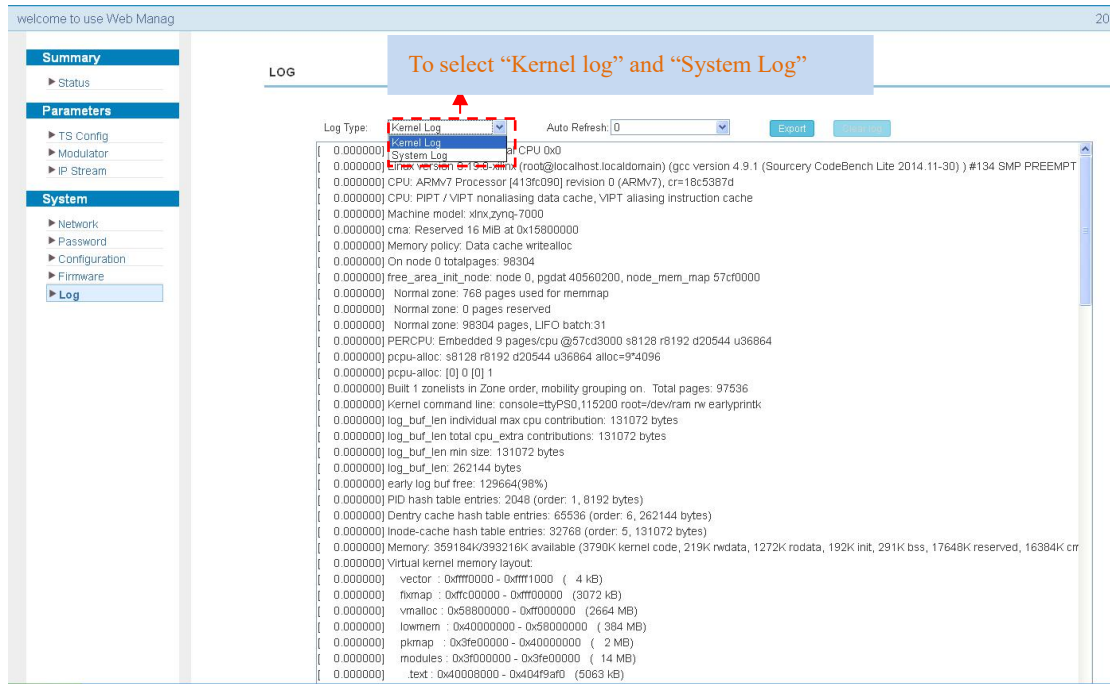 welcome to use Web Manag
20
Summary
Status
Parameters
TS Config
Modulator
IP Stream
System
Network
Password
Configuration
Firmware
Log
LOG
To select “Kernel log” and “System Log”
Log Type: Kernel Log Auto Refresh: 0 Export
Kernel Log
System Log
[ 0.000000] al CPU 0x0
[ 0.000000] Linux version 3.19.0-xilinx (root@localhost.localdomain) (gcc version 4.9.1 (Sourcery CodeBench Lite 2014.11-30) ) #134 SMP PREEMPT
[ 0.000000] CPU: ARMv7 Processor [413fc090] revision 0 (ARMv7), cr=18c5387d
[ 0.000000] CPU: PIPT / VIPT nonaliasing data cache, VIPT aliasing instruction cache
[ 0.000000] Machine model: xlnx,zynq-7000
[ 0.000000] cma: Reserved 16 MiB at 0x15800000
[ 0.000000] Memory policy: Data cache writealloc
[ 0.000000] On node 0 totalpages: 98304
[ 0.000000] free_area_init_node: node 0, pgdat 40560200, node_mem_map 57cf0000
[ 0.000000] Normal zone: 768 pages used for memmap
[ 0.000000] Normal zone: 0 pages reserved
[ 0.000000] Normal zone: 98304 pages, LIFO batch:31
[ 0.000000] PERCPU: Embedded 9 pages/cpu @57cd3000 s8128 r8192 d20544 u36864
[ 0.000000] pcpu-alloc: s8128 r8192 d20544 u36864 alloc=9*4096
[ 0.000000] pcpu-alloc: [0] 0 [0] 1
[ 0.000000] Built 1 zonelists in Zone order, mobility grouping on. Total pages: 97536
[ 0.000000] Kernel command line: console=ttyPS0,115200 root=/dev/ram rw earlyprintk
[ 0.000000] log_buf_len individual max cpu contribution: 131072 bytes
[ 0.000000] log_buf_len total cpu_extra contributions: 131072 bytes
[ 0.000000] log_buf_len min size: 131072 bytes
[ 0.000000] log_buf_len: 262144 bytes
[ 0.000000] early log buf free: 129664(98%)
[ 0.000000] PID hash table entries: 2048 (order: 1, 8192 bytes)
[ 0.000000] Dentry cache hash table entries: 65536 (order: 6, 262144 bytes)
[ 0.000000] Inode-cache hash table entries: 32768 (order: 5, 131072 bytes)
[ 0.000000] Memory: 359184K/393216K available (3790K kernel code, 219K rwdata, 1272K rodata, 192K init, 291K bss, 17648K reserved, 16384K cm
[ 0.000000] Virtual kernel memory layout:
[ 0.000000] vector : 0xffff0000 - 0xffff1000 ( 4 kB)
[ 0.000000] fixmap : 0xffc00000 - 0xfff00000 (3072 kB)
[ 0.000000] vmalloc : 0x58800000 - 0xff000000 (2664 MB)
[ 0.000000] lowmem : 0x40000000 - 0x58000000 ( 384 MB)
[ 0.000000] pkmap : 0x3fe00000 - 0x40000000 ( 2 MB)
[ 0.000000] modules : 0x3f000000 - 0x3fe00000 ( 14 MB)
[ 0.000000] .text : 0x40008000 - 0x404f9af0 (5063 kB)